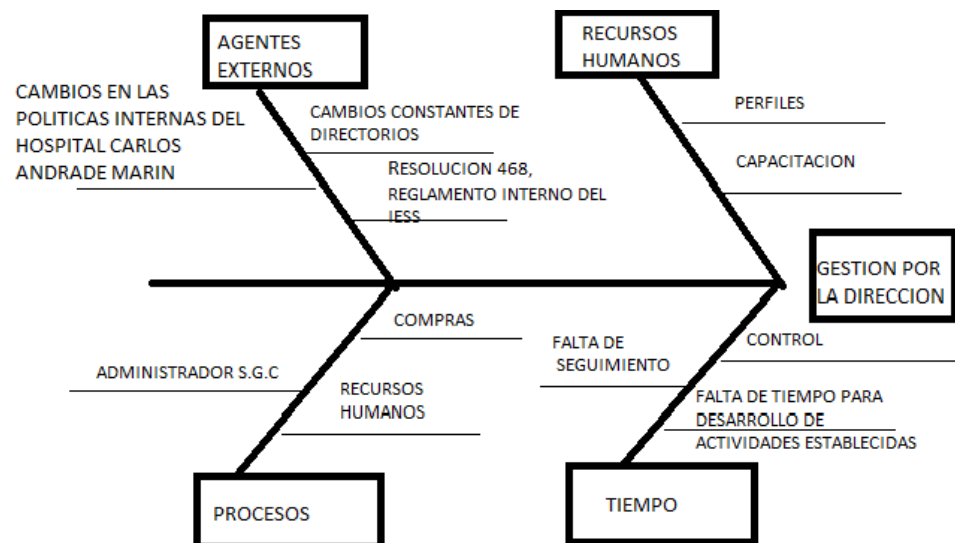 AGENTES
EXTERNOS
RECURSOS
HUMANOS
CAMBIOS EN LAS
POLITICAS INTERNAS DEL
HOSPITAL CARLOS
ANDRADE MARIN
CAMBIOS CONSTANTES DE
DIRECTORIOS
RESOLUCION 468,
REGLAMENTO INTERNO DEL
IESS
PERFILES
CAPACITACION
GESTION POR
LA DIRECCION
COMPRAS
ADMINISTRADOR S.G.C
RECURSOS
HUMANOS
FALTA DE
SEGUIMIENTO
CONTROL
FALTA DE TIEMPO PARA
DESARROLLO DE
ACTIVIDADES ESTABLECIDAS
PROCESOS
TIEMPO